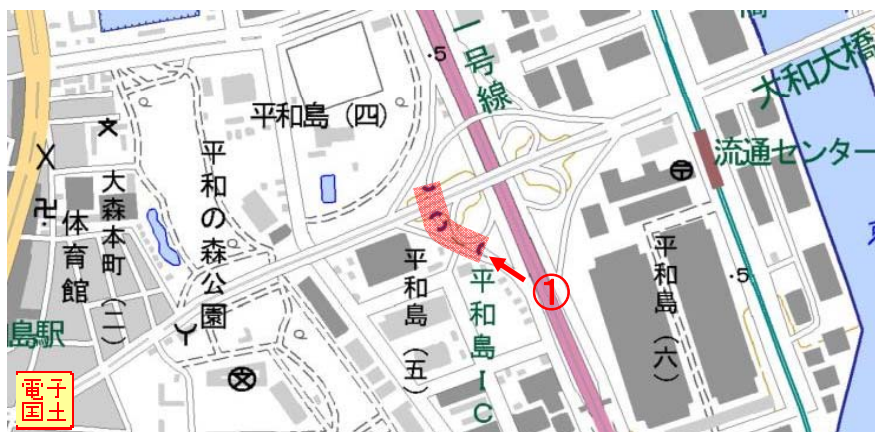 ・5
一号線
大和大橋
平和島(四)
流通センター
大森本町(二)
平和の森公園
体育館
島駅
平和島(五)
平和島IC
平和島(六)
・5
①
電子
国土